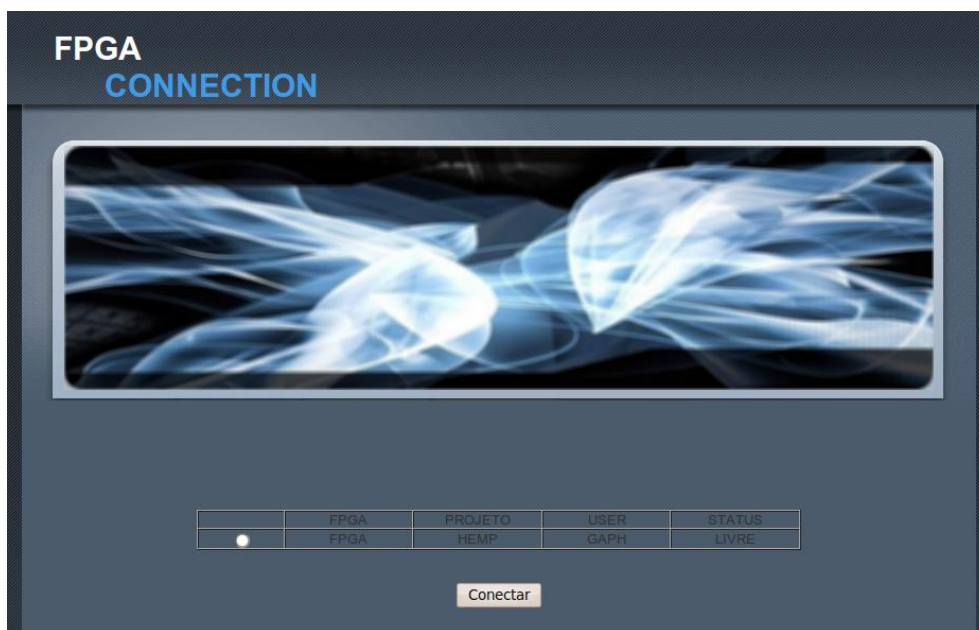 FPGA
CONNECTION
FPGA PROJETO USER STATUS
FPGA HEMP GAPH LIVRE
Conectar